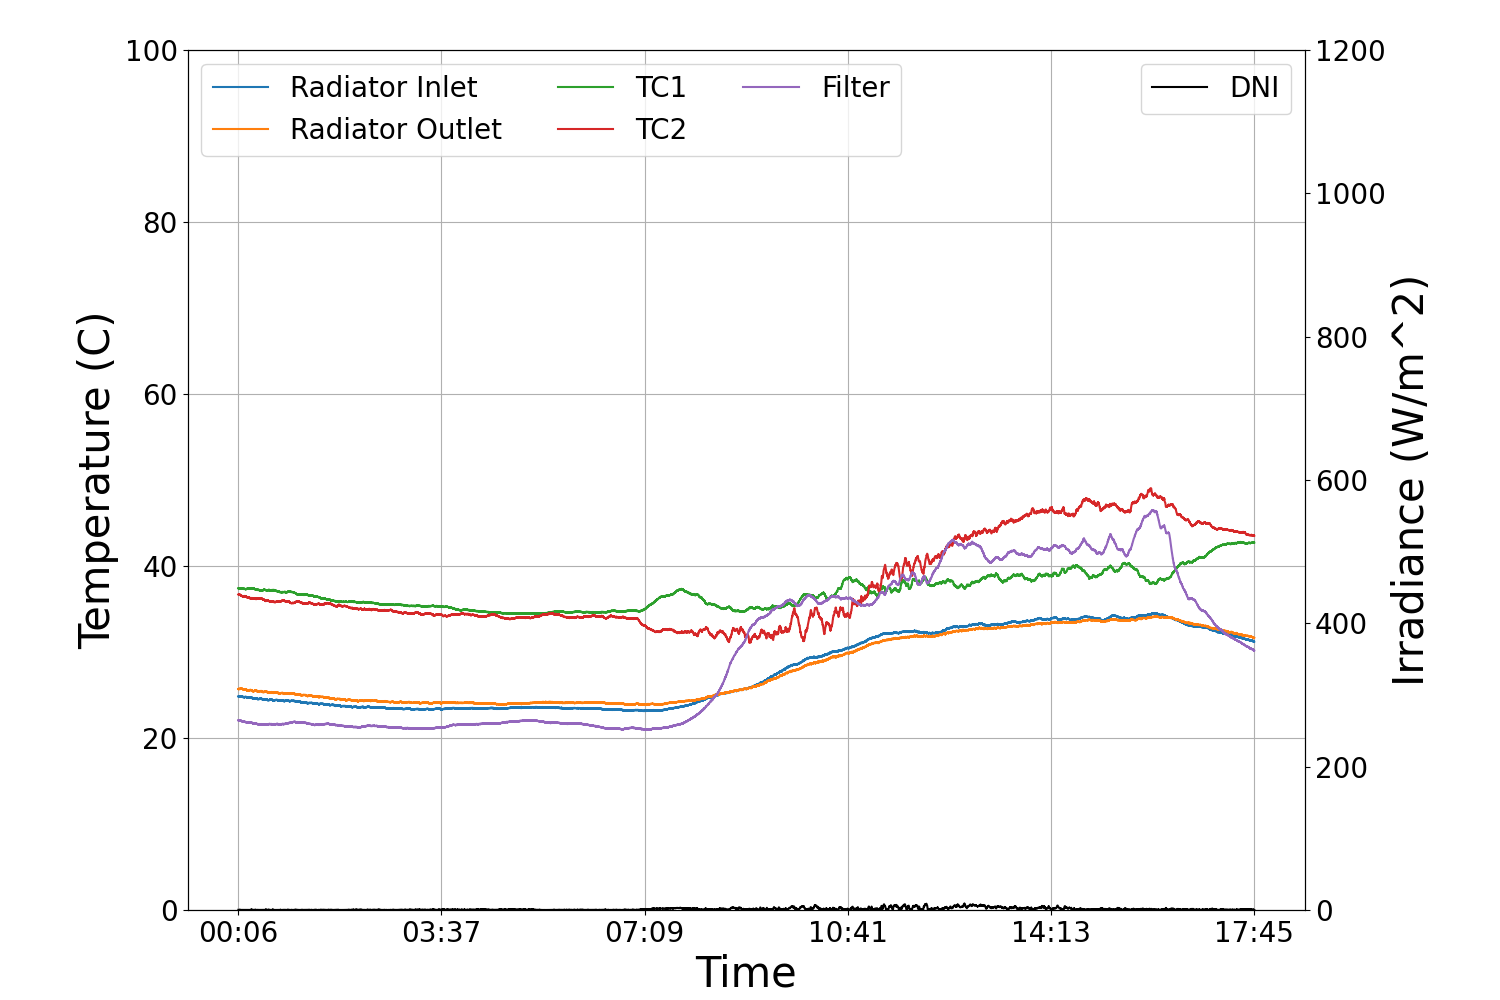 100
80
60
40
20
0
Temperature (C)
Radiator Inlet
Radiator Outlet
TC1
TC2
Filter
DNI
1200
1000
800
600
400
200
0
Irradiance (W/m^2)
00:06 03:37 07:09 10:41 14:13 17:45
Time